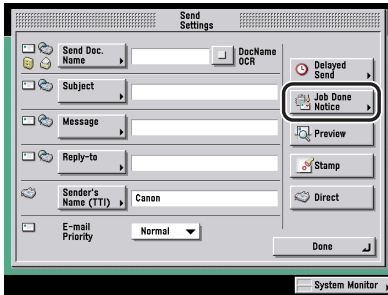 Send
Settings
Send Doc.
Name
DocName
OCR
Delayed
Send
Subject
Job Done
Notice
Message
Preview
Reply-to
Stamp
Sender's
Name (TTI)
Canon
Direct
E-mail
Priority
Normal
Done
System Monitor